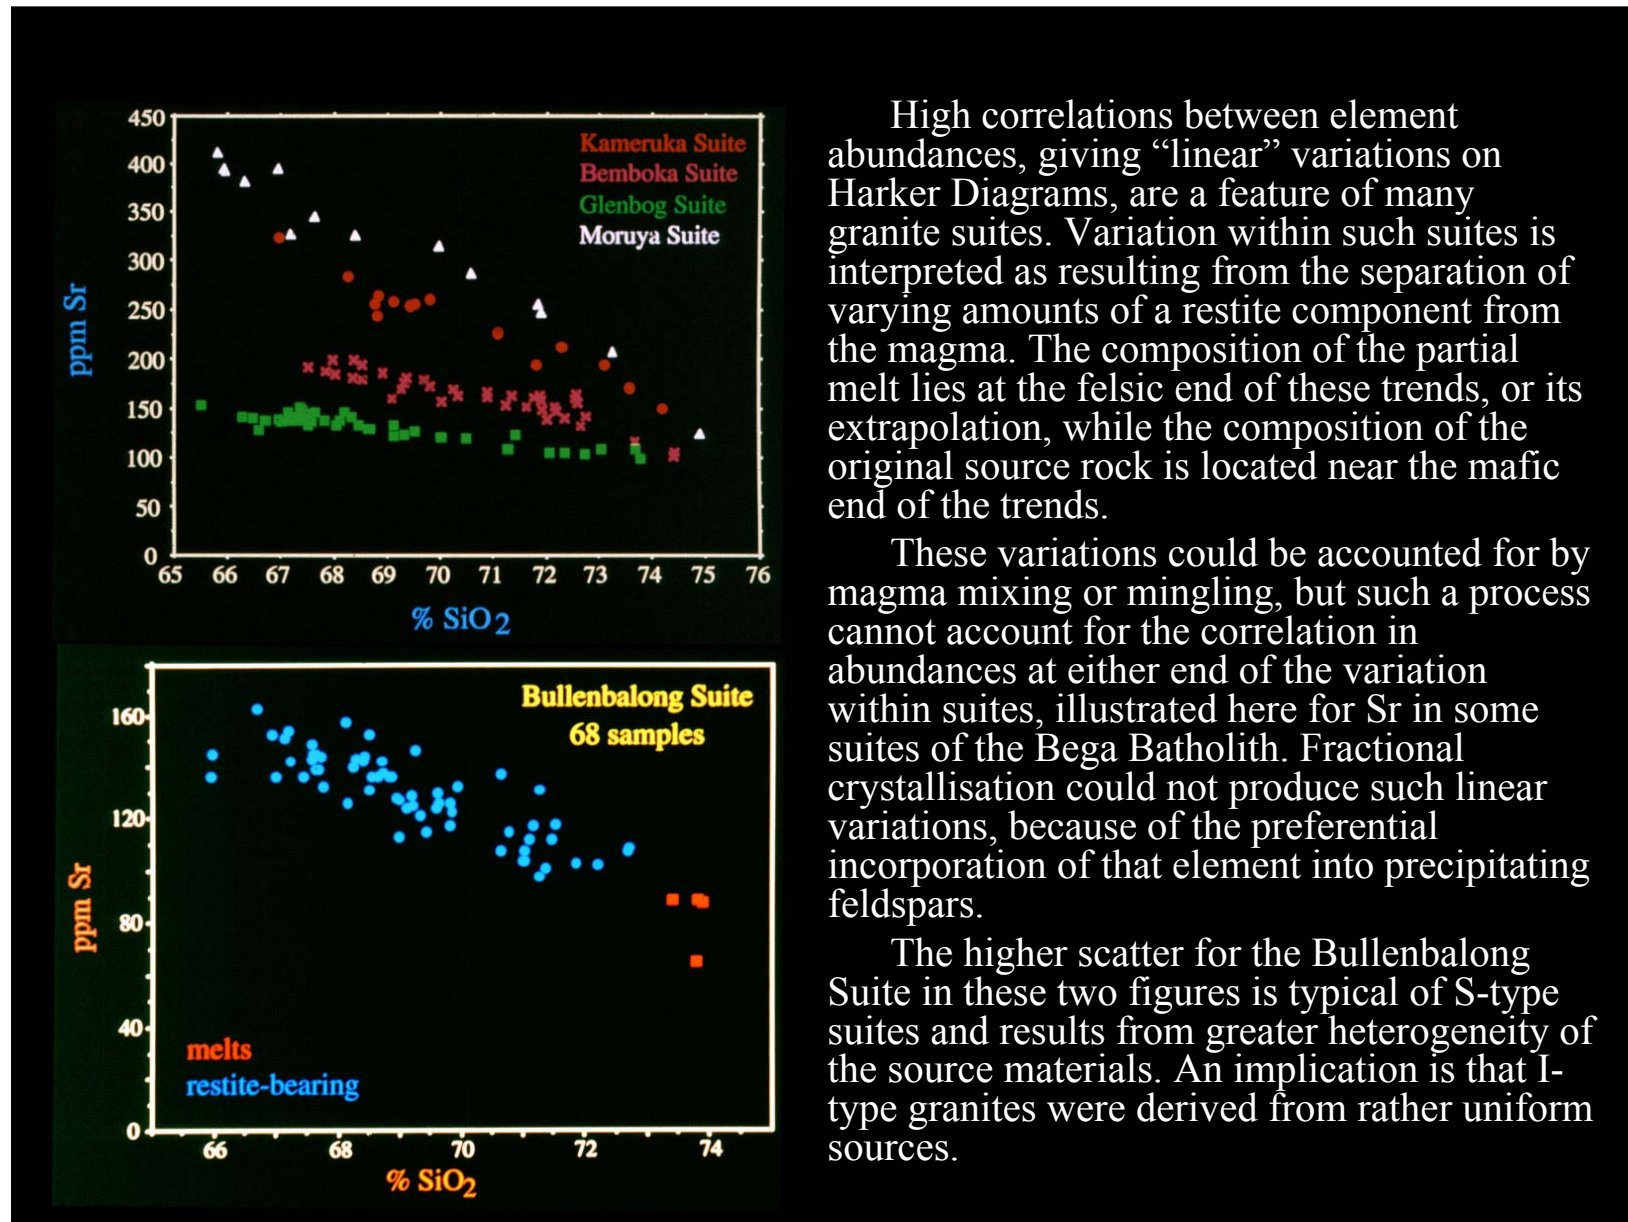 450
400
350
300
250
200
150
100
50
0
ppm Sr
Kameruka Suite
Bemboka Suite
Glenbog Suite
Moruya Suite
65 66 67 68 69 70 71 72 73 74 75 76
% SiO2
160
120
80
40
0
ppm Sr
Bullenbalong Suite
68 samples
melts
restite-bearing
66 68 70 72 74
% SiO2
High correlations between element
abundances, giving “linear” variations on
Harker Diagrams, are a feature of many
granite suites. Variation within such suites is
interpreted as resulting from the separation of
varying amounts of a restite component from
the magma. The composition of the partial
melt lies at the felsic end of these trends, or its
extrapolation, while the composition of the
original source rock is located near the mafic
end of the trends.
These variations could be accounted for by
magma mixing or mingling, but such a process
cannot account for the correlation in
abundances at either end of the variation
within suites, illustrated here for Sr in some
suites of the Bega Batholith. Fractional
crystallisation could not produce such linear
variations, because of the preferential
incorporation of that element into precipitating
feldspars.
The higher scatter for the Bullenbalong
Suite in these two figures is typical of S-type
suites and results from greater heterogeneity of
the source materials. An implication is that I-
type granites were derived from rather uniform
sources.